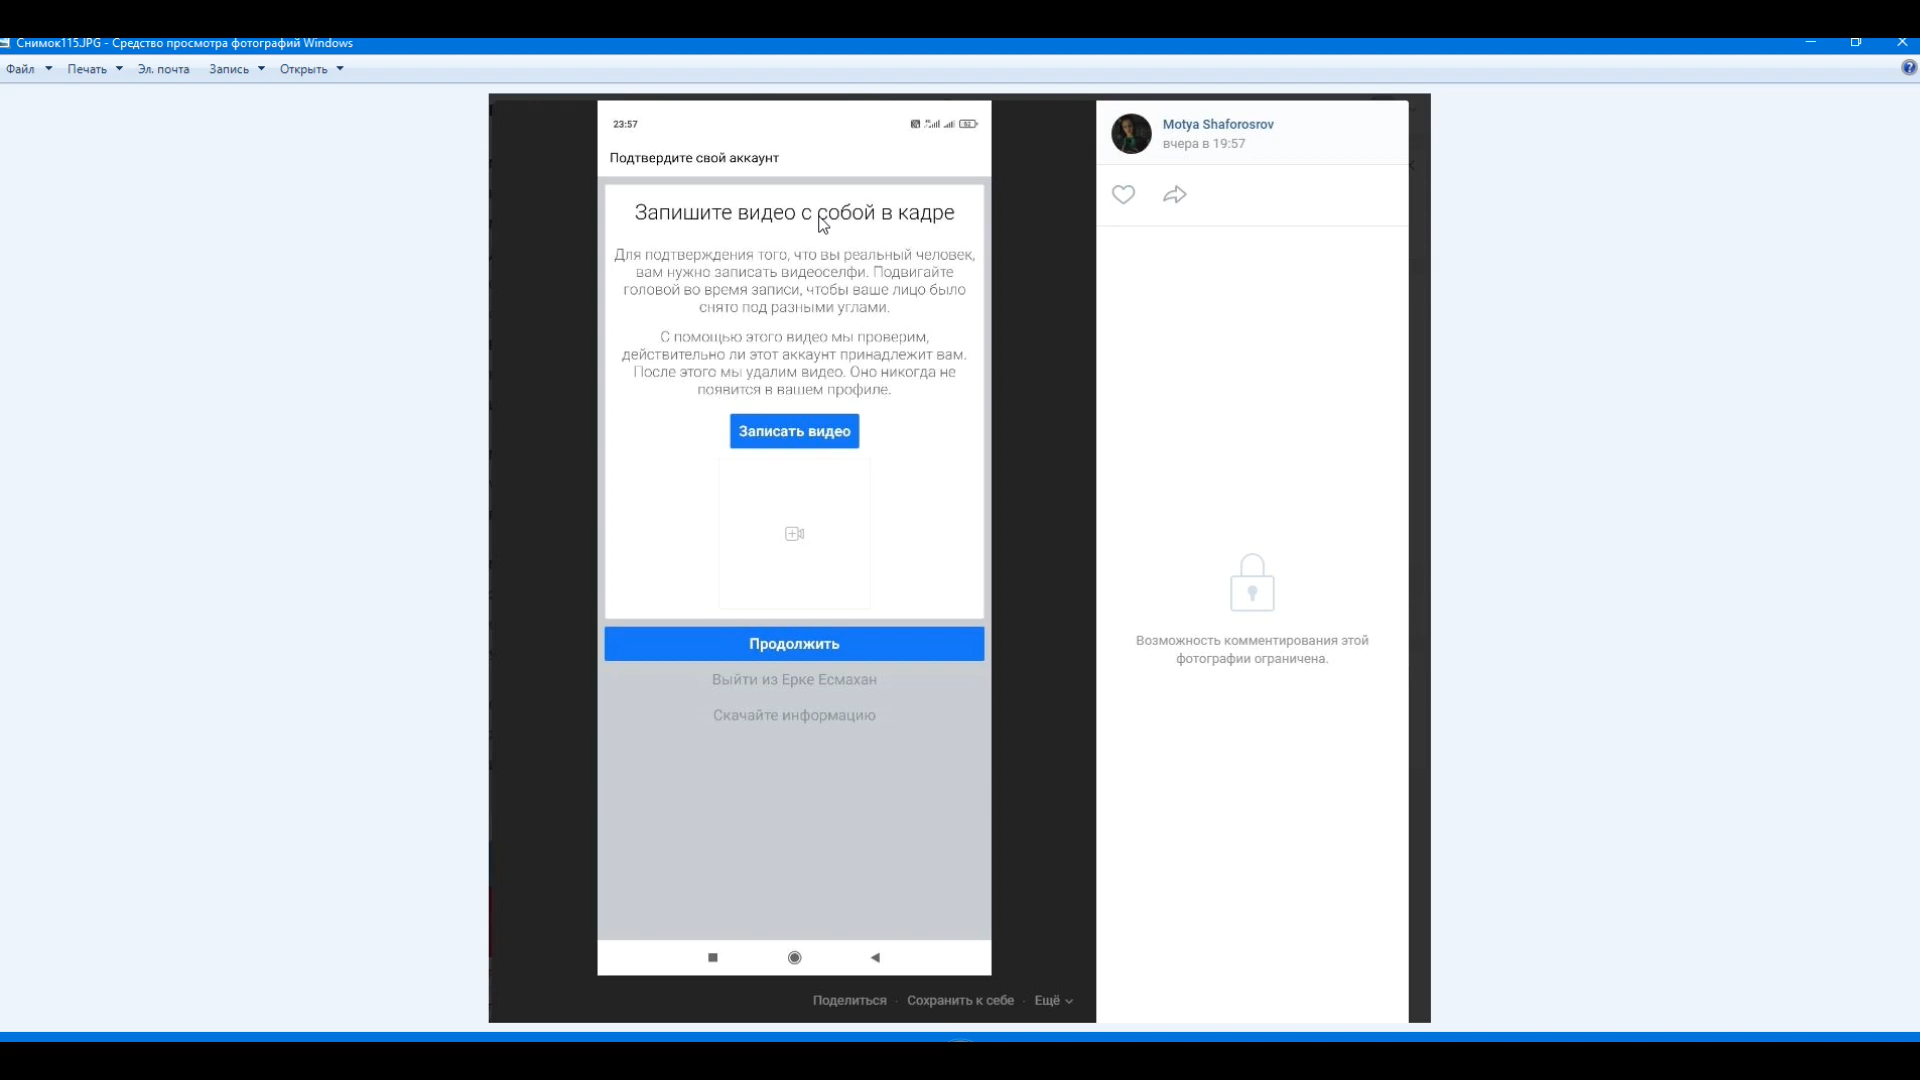 Снимок115.JPG - Средство просмотра фотографий Windows
Файл Печать Эл. почта Запись Открыть
23:57
Подтвердите свой аккаунт
Запишите видео с собой в кадре
Для подтверждения того, что вы реальный человек,
вам нужно записать видеоселфи. Подвигайте
головой во время записи, чтобы ваше лицо было
снято под разными углами.
С помощью этого видео мы проверим,
действительно ли этот аккаунт принадлежит вам.
После этого мы удалим видео. Оно никогда не
появится в вашем профиле.
Записать видео
Продолжить
Выйти из Ерке Есмахан
Скачайте информацию
Поделиться · Сохранить к себе · Ещё
Motya Shaforosrov
вчера в 19:57
Возможность комментирования этой
фотографии ограничена.